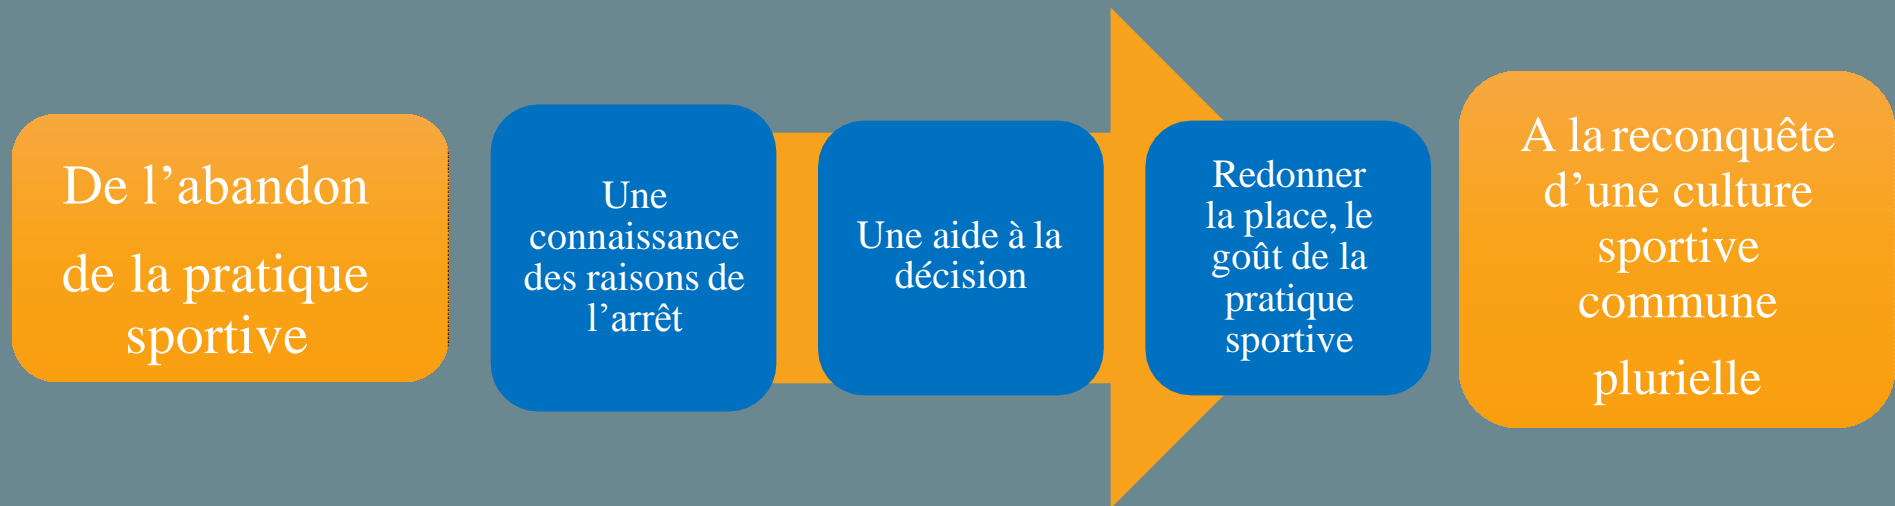 De l’abandon
de la pratique
sportive
Une
connaissance
des raisons de
l’arrêt
Une aide à la
décision
Redonner
la place, le
goût de la
pratique
sportive
A la reconquête
d’une culture
sportive
commune
plurielle